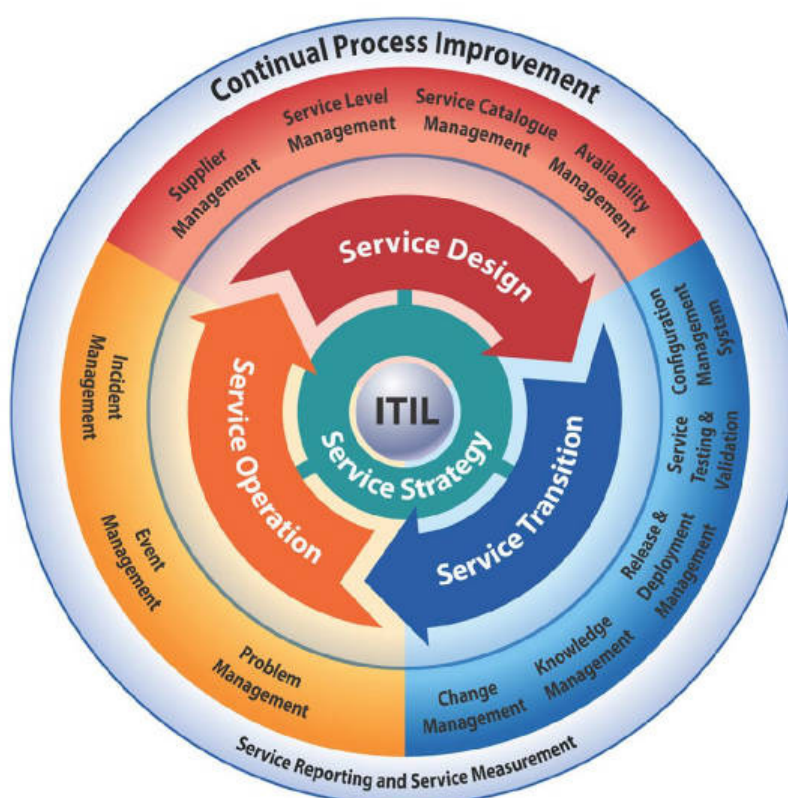 Continual Process Improvement
Supplier
Management
Service Level
Management
Service Catalogue
Management
Availability
Management
Configuration
Management
System
Service
Testing &
Validation
Release &
Deployment
Management
Knowledge
Management
Change
Management
Problem
Management
Event
Management
Incident
Management
Service Design
Service Transition
Service Operation
Service Strategy
ITIL
Service Reporting and Service Measurement